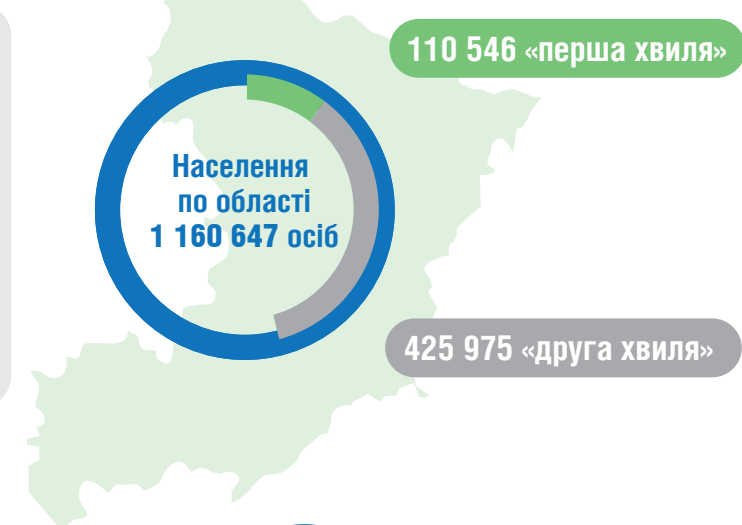 110 546 «перша хвиля»
Населення
по області
1 160 647 осіб
425 975 «друга хвиля»